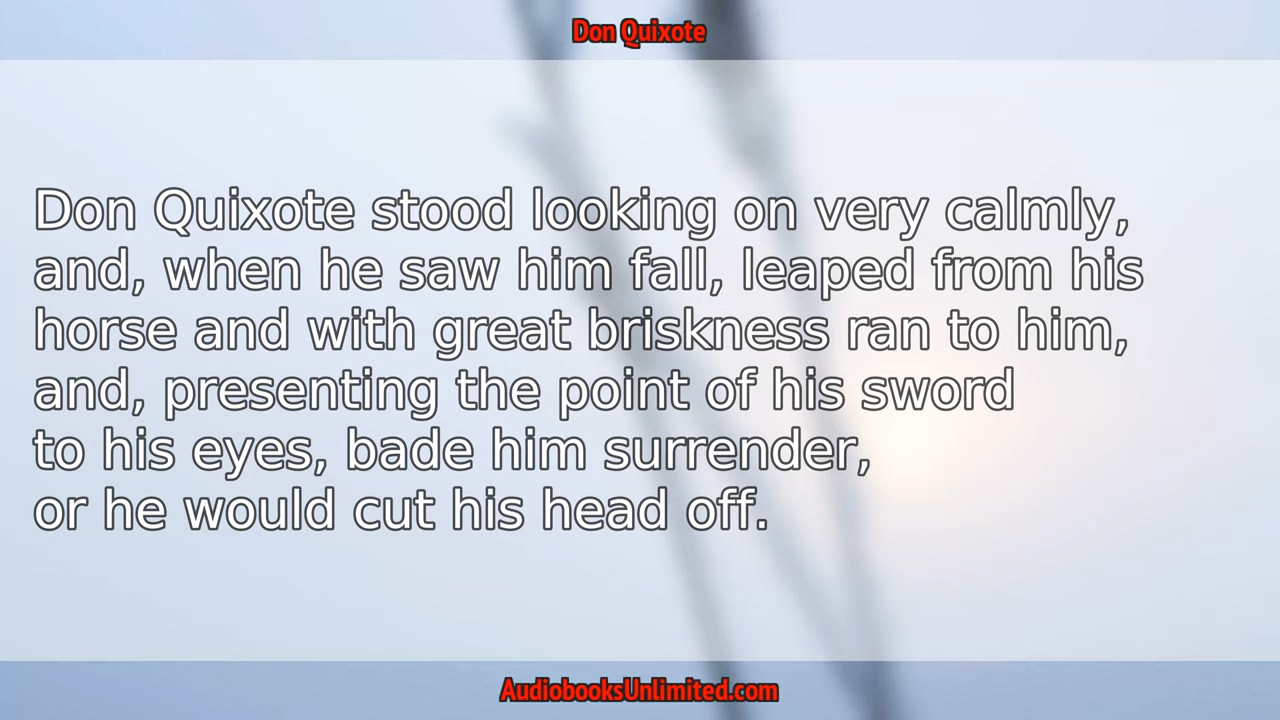 Don Quixote
Don Quixote stood looking on very calmly,
and, when he saw him fall, leaped from his
horse and with great briskness ran to him,
and, presenting the point of his sword
to his eyes, bade him surrender,
or he would cut his head off.
AudiobooksUnlimited.com